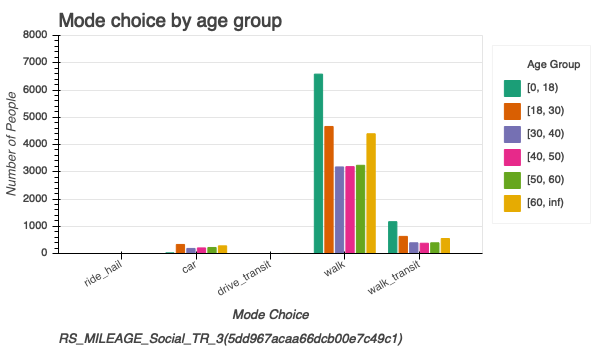 Mode choice by age group
8000
7000
6000
5000
4000
3000
2000
1000
0
Number of People
ride_hail
car
drive_transit
walk
walk_transit
Mode Choice
Age Group
[0, 18)
[18, 30)
[30, 40)
[40, 50)
[50, 60)
[60, inf)
RS_MILEAGE_Social_TR_3(5dd967acaa66dcb00e7c49c1)